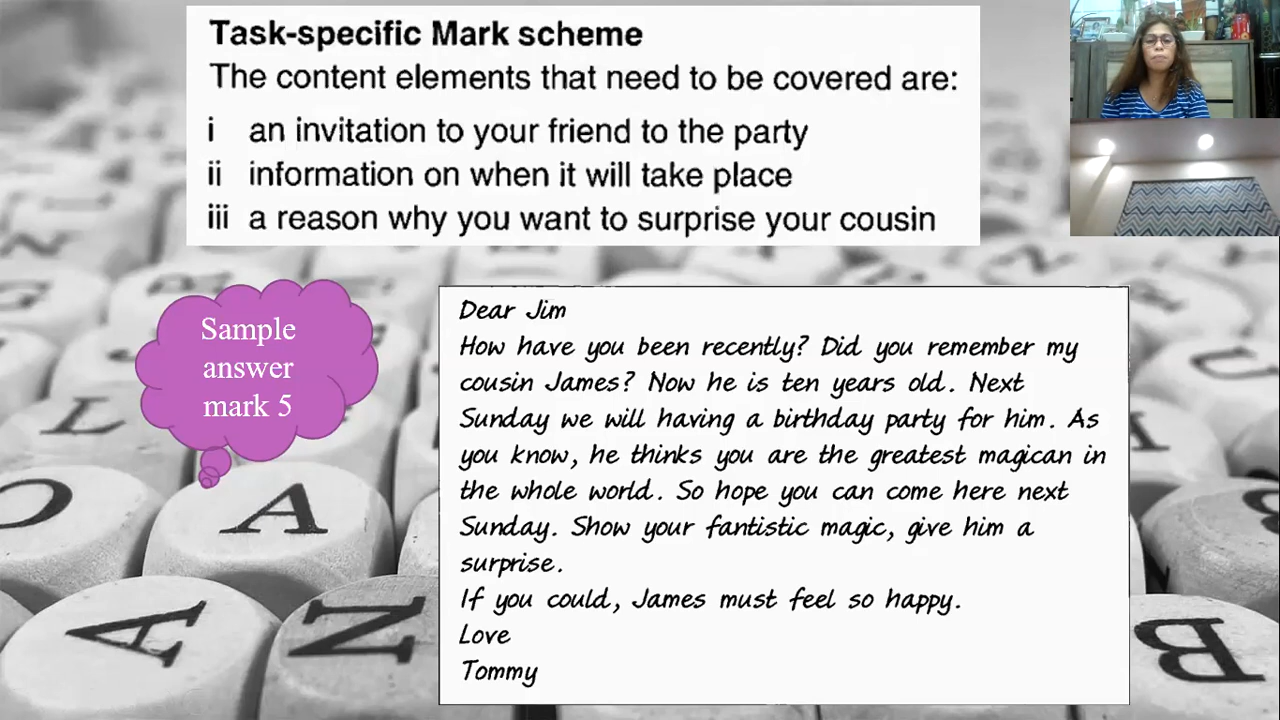 Task-specific Mark scheme
The content elements that need to be covered are:
i an invitation to your friend to the party
ii information on when it will take place
iii a reason why you want to surprise your cousin
Sample
answer
mark 5
Dear Jim
How have you been recently? Did you remember my
cousin James? Now he is ten years old. Next
Sunday we will having a birthday party for him. As
you know, he thinks you are the greatest magican in
the whole world. So hope you can come here next
Sunday. Show your fantistic magic, give him a
surprise.
If you could, James must feel so happy.
Love
Tommy
L
O
A
A
N
U
B